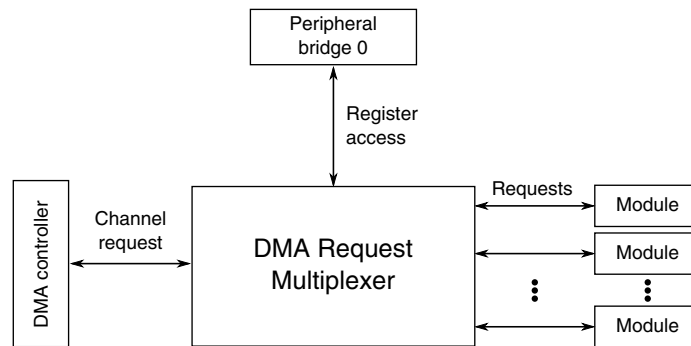 Peripheral
bridge 0
Register
access
DMA controller
Channel
request
DMA Request
Multiplexer
Requests
Module
Module
Module